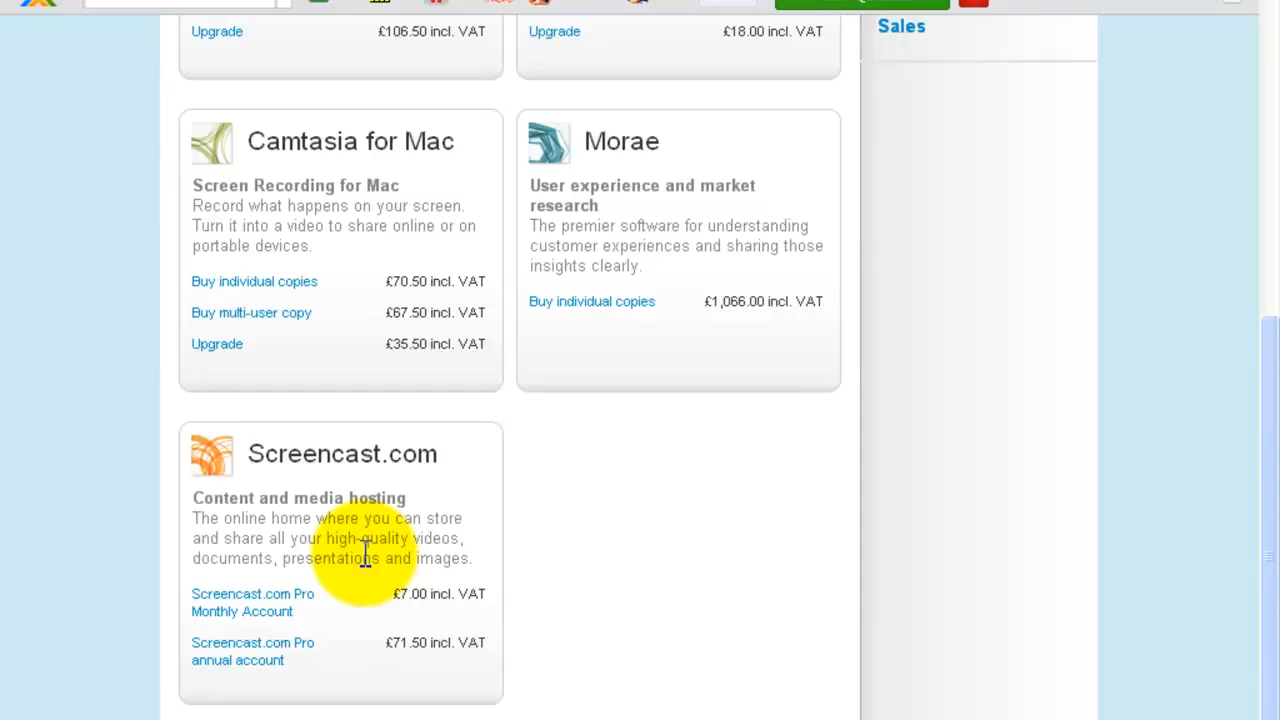 Upgrade £106.50 incl. VAT
Upgrade £18.00 incl. VAT
Sales
Camtasia for Mac
Screen Recording for Mac
Record what happens on your screen.
Turn it into a video to share online or on
portable devices.
Buy individual copies £70.50 incl. VAT
Buy multi-user copy £67.50 incl. VAT
Upgrade £35.50 incl. VAT
Morae
User experience and market
research
The premier software for understanding
customer experiences and sharing those
insights clearly.
Buy individual copies £1,066.00 incl. VAT
Screencast.com
Content and media hosting
The online home where you can store
and share all your high-quality videos,
documents, presentations and images.
Screencast.com Pro £7.00 incl. VAT
Monthly Account
Screencast.com Pro £71.50 incl. VAT
annual account